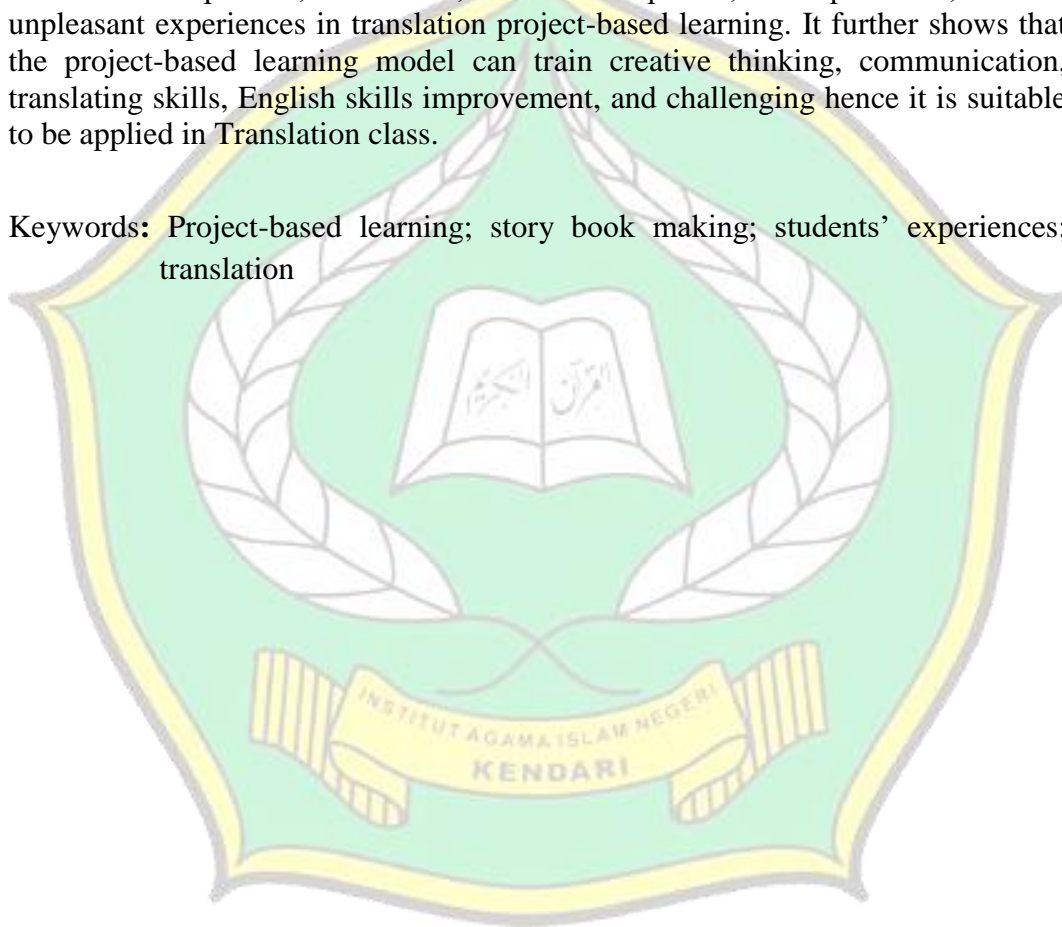 unpleasant experiences in translation project-based learning. It further shows that
the project-based learning model can train creative thinking, communication,
translating skills, English skills improvement, and challenging hence it is suitable
to be applied in Translation class.
Keywords: Project-based learning; story book making; students’ experiences;
translation
INSTITUT AGAMA ISLAM NEGERI
KENDARI